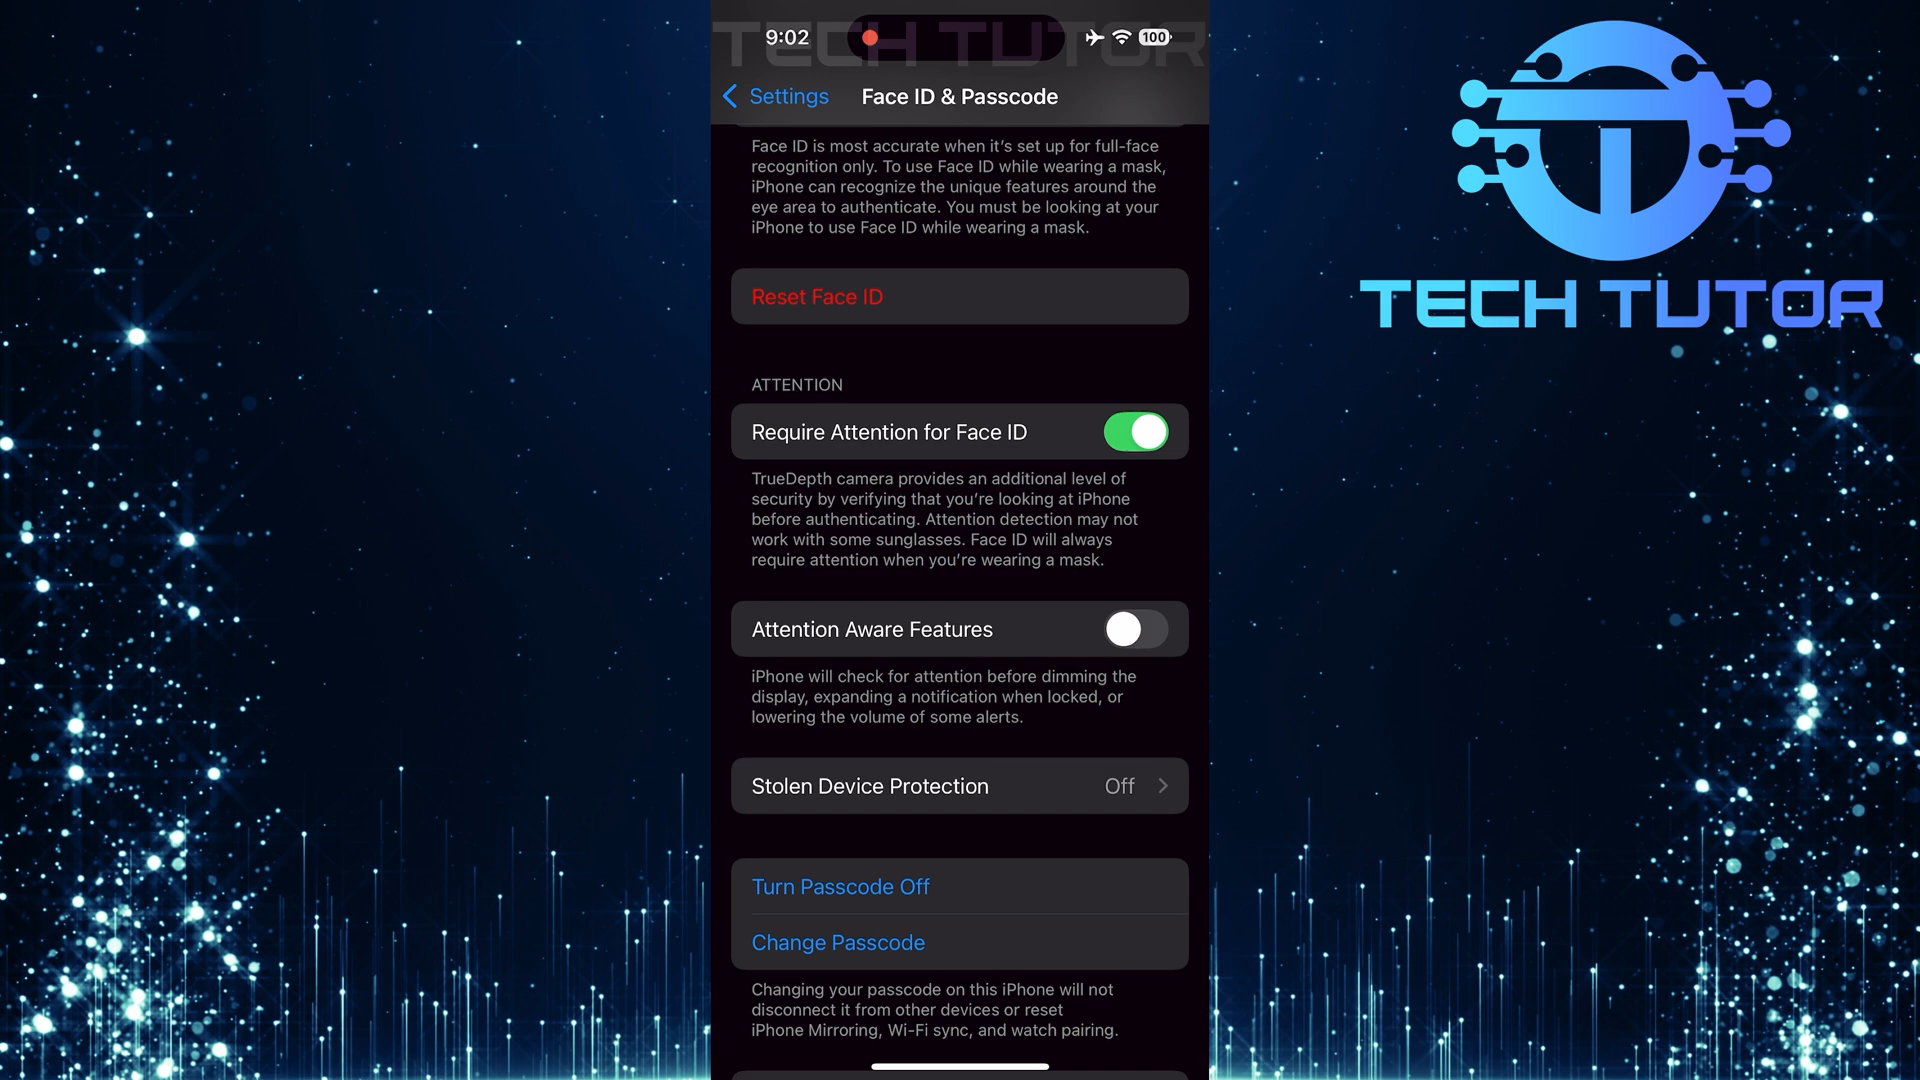 TECH TUTOR
9:02
100
Settings
Face ID & Passcode
Face ID is most accurate when it's set up for full-face
recognition only. To use Face ID while wearing a mask,
iPhone can recognize the unique features around the
eye area to authenticate. You must be looking at your
iPhone to use Face ID while wearing a mask.
Reset Face ID
ATTENTION
Require Attention for Face ID
TrueDepth camera provides an additional level of
security by verifying that you're looking at iPhone
before authenticating. Attention detection may not
work with some sunglasses. Face ID will always
require attention when you're wearing a mask.
Attention Aware Features
iPhone will check for attention before dimming the
display, expanding a notification when locked, or
lowering the volume of some alerts.
Stolen Device Protection
Off
Turn Passcode Off
Change Passcode
Changing your passcode on this iPhone will not
disconnect it from other devices or reset
iPhone Mirroring, Wi-Fi sync, and watch pairing.
TECH TUTOR